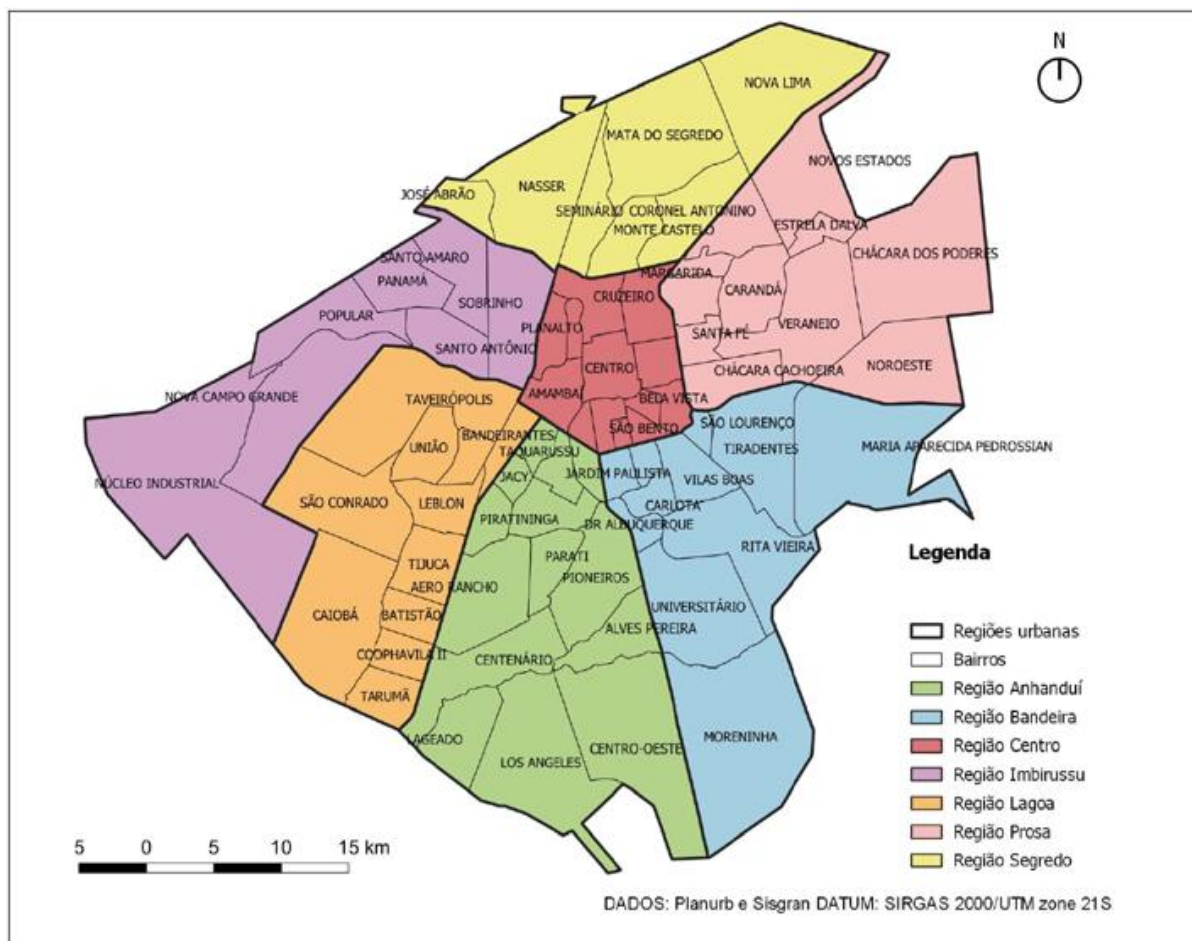 N
NOVA LIMA
MATA DO SEGREDO
NOVOS ESTADOS
NASSER
JOSÉ ABRÃO
SEMINÁRIO
CORONEL ANTONINO
MONTE CASTELO
ESTRELA DALVA
CHÁCARA DOS PODERES
SANTO AMARO
PANAMÁ
MARGARIDA
CARANDÁ
SOBRINHO
CRUZEIRO
POPULAR
PLANALTO
SANTA FÉ
VERANEIO
SANTO ANTÔNIO
CENTRO
CHÁCARA CACHOEIRA
NOROESTE
NOVA CAMPO GRANDE
TAVEIRÓPOLIS
AMAMBAÍ
BELA VISTA
SÃO BENTO
SÃO LOURENÇO
TIRADENTES
MARIA APARECIDA PEDROSSIAN
UNIÃO
BANDEIRANTES
TAQUARUSSU
JACY
JARDIM PAULISTA
VILAS BOAS
NÚCLEO INDUSTRIAL
SÃO CONRADO
LEBLON
CARLOTA
PIRATININGA
DR ALBUQUERQUE
RITA VIEIRA
TIJUCA
PARATI
AERO RANCHO
PIONEIROS
CAIOBÁ
BATISTÃO
UNIVERSITÁRIO
ALVES PEREIRA
COOPHAVILA II
CENTENÁRIO
TARUMÃ
LAGEADO
LOS ANGELES
CENTRO-OESTE
MORENINHA
Legenda
Regiões urbanas
Bairros
Região Anhanduí
Região Bandeira
Região Centro
Região Imbirussu
Região Lagoa
Região Prosa
Região Segredo
5 0 5 10 15 km
DADOS: Planurb e Sisgran DATUM: SIRGAS 2000/UTM zone 21S